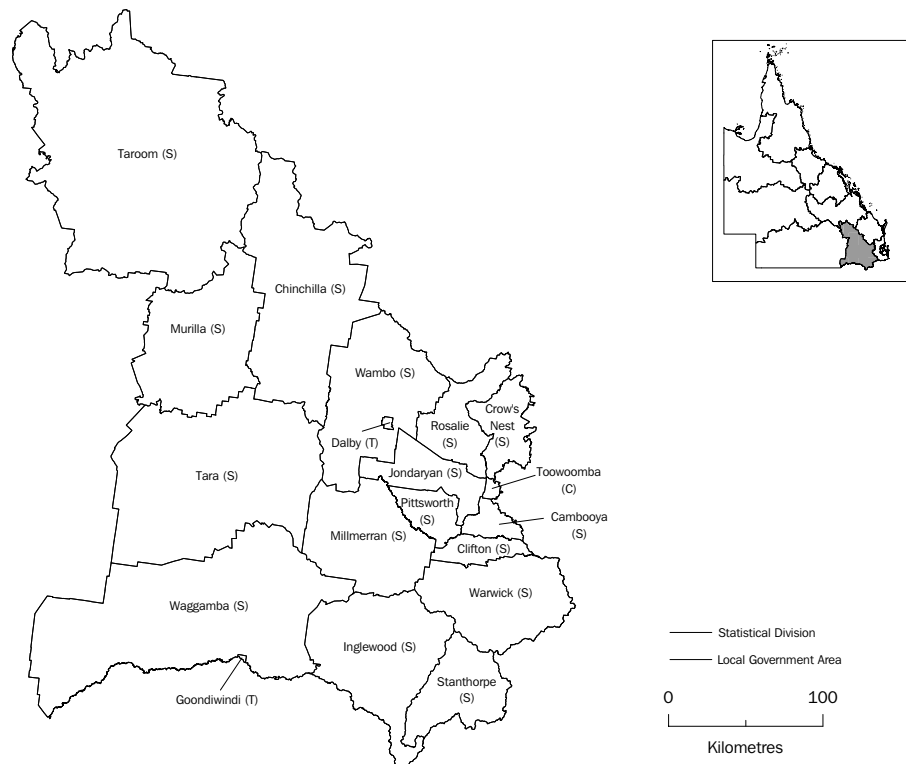 Taroom (S)
Chinchilla (S)
Murilla (S)
Wambo (S)
Crow's
Nest
(S)
Rosalie
(S)
Dalby (T)
Jondaryan (S)
Toowoomba
(C)
Tara (S)
Pittsworth
(S)
Cambooya
(S)
Millmerran (S)
Clifton (S)
Warwick (S)
Waggamba (S)
Inglewood (S)
Stanthorpe
(S)
Goondiwindi (T)
Statistical Division
Local Government Area
0 100
Kilometres